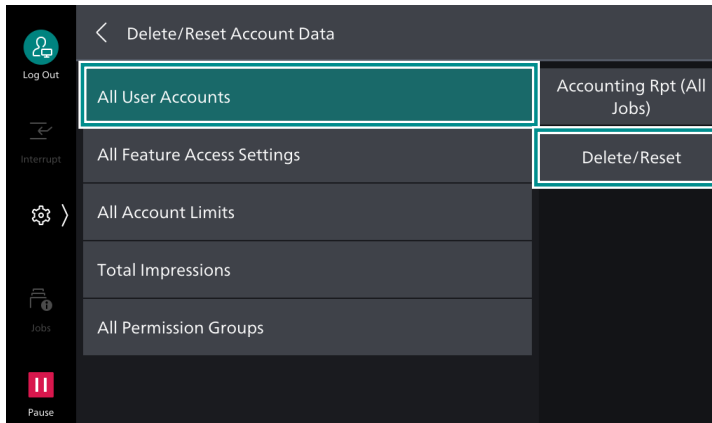 Delete/Reset Account Data
Log Out
Interrupt
Jobs
Pause
All User Accounts
All Feature Access Settings
All Account Limits
Total Impressions
All Permission Groups
Accounting Rpt (All
Jobs)
Delete/Reset